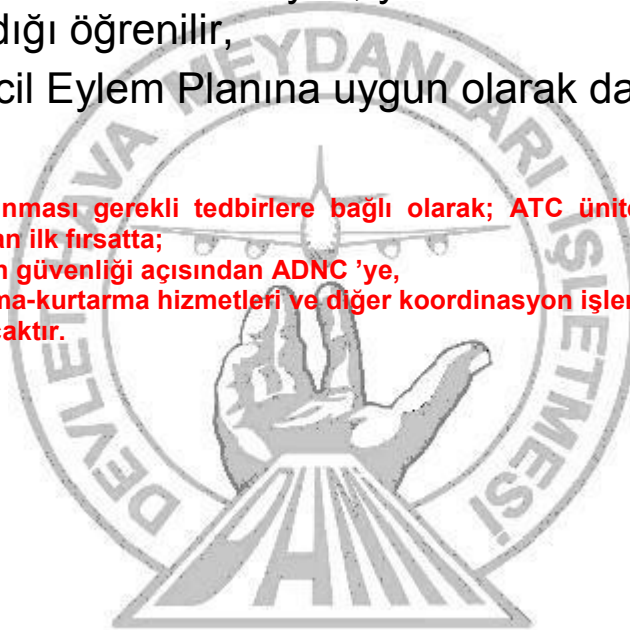 dığı öğrenilir,
cil Eylem Planına uygun olarak da
nması gerekli tedbirlere bağlı olarak; ATC ünite
an ilk fırsatta;
güvenliği açısından ADNC ’ye,
ma-kurtarma hizmetleri ve diğer koordinasyon işler
caktır.
DEVLET HAVA MEYDANLARI İŞLETMESİ
DHMİ